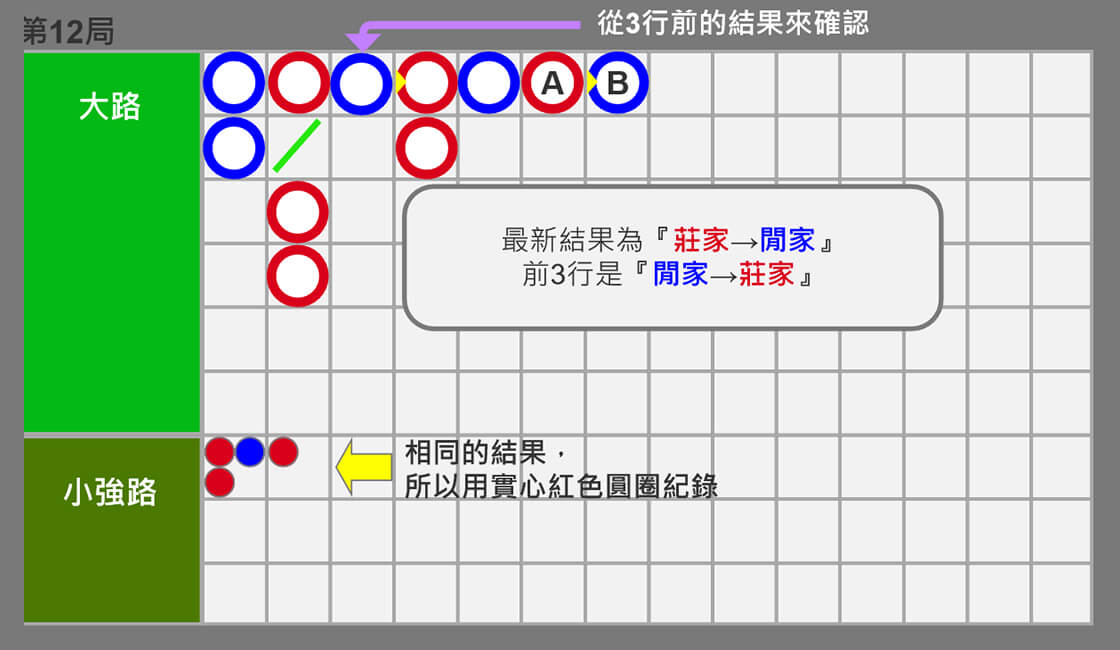 第12局
從3行前的結果來確認
大路
A
B
最新結果為『莊家→閒家』
前3行是『閒家→莊家』
小強路
相同的結果，
所以用實心紅色圓圈紀錄